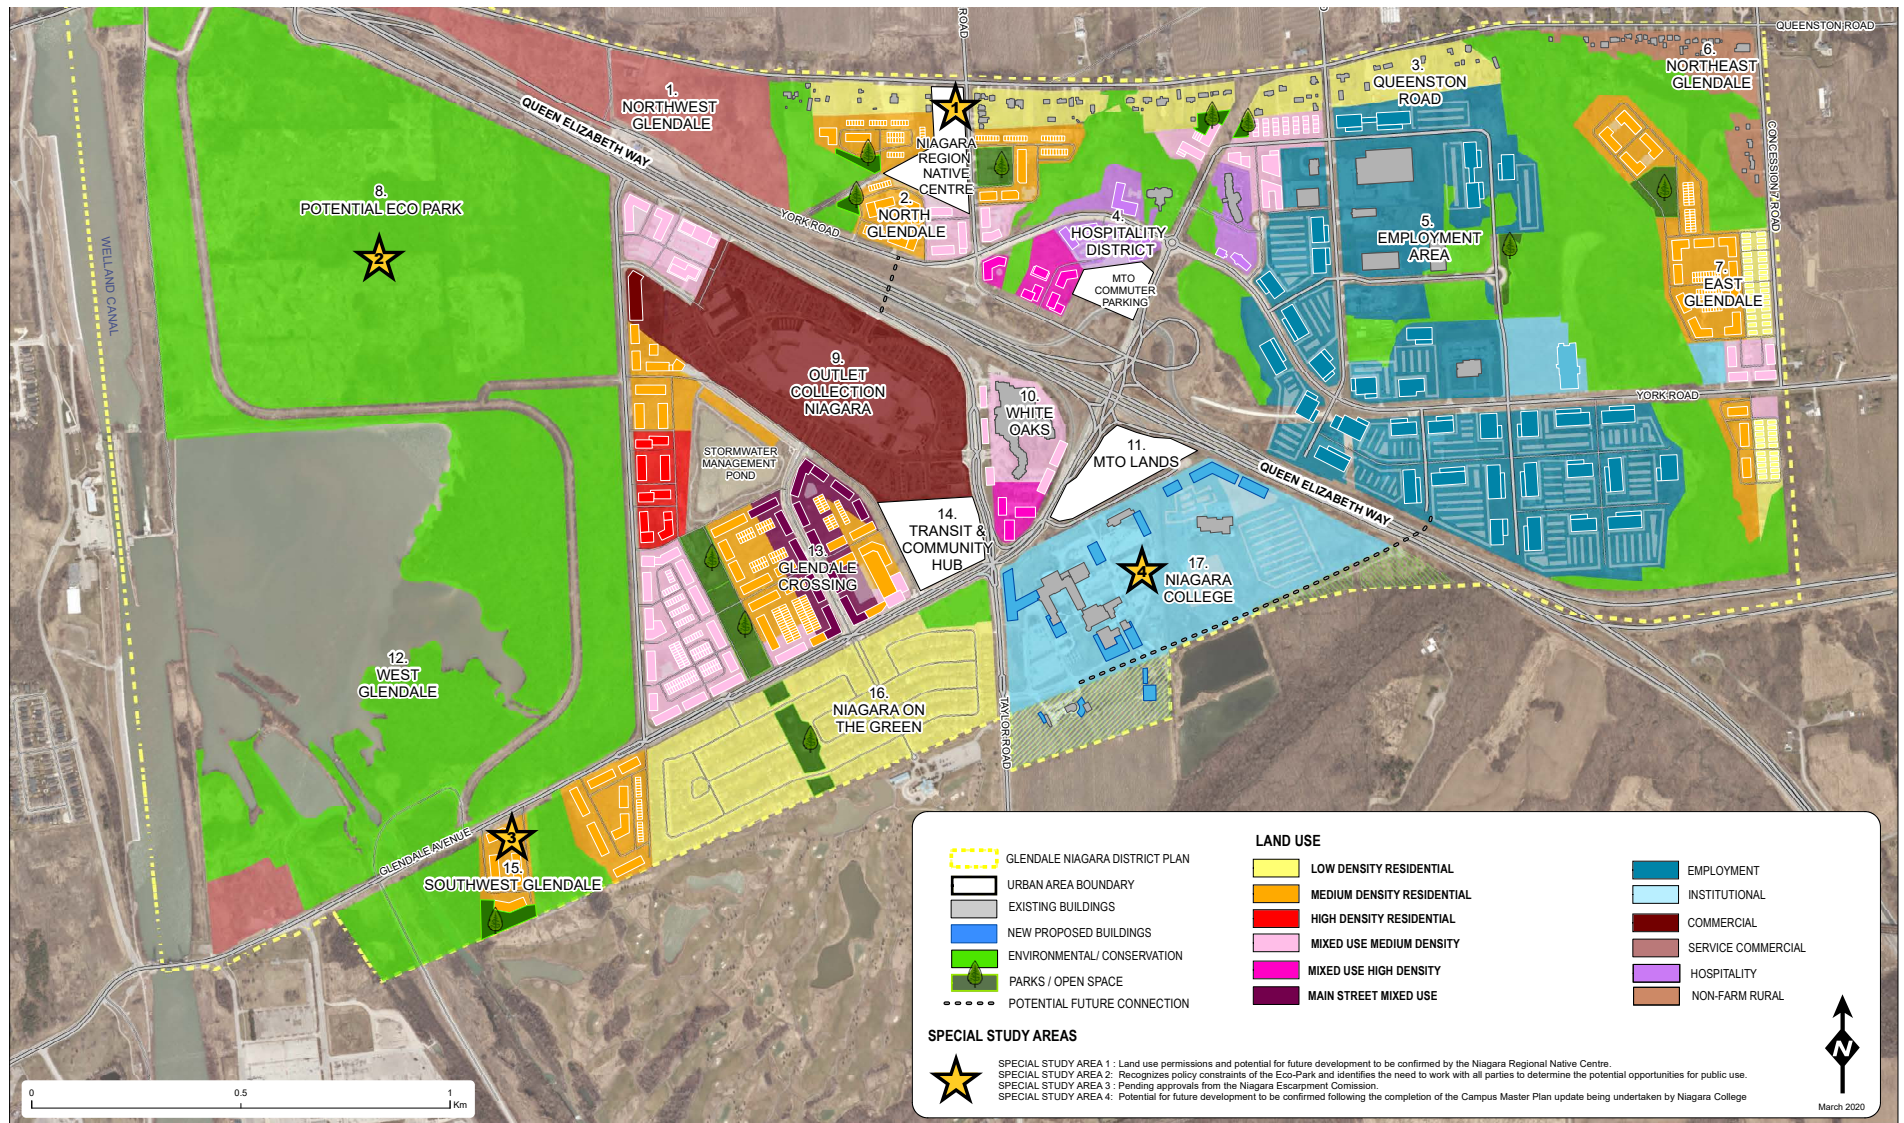 QUEENSTON ROAD
ROAD
1.
NORTHWEST
GLENDALE
QUEEN ELIZABETH WAY
1
NIAGARA
REGION
NATIVE
CENTRE
2.
NORTH
GLENDALE
YORK ROAD
3.
QUEENSTON
ROAD
4.
HOSPITALITY
DISTRICT
MTO
COMMUTER
PARKING
5.
EMPLOYMENT
AREA
6.
NORTHEAST
GLENDALE
CONCESSION 7 ROAD
7.
EAST
GLENDALE
YORK ROAD
8.
POTENTIAL ECO PARK
2
WELLAND CANAL
9.
OUTLET
COLLECTION
NIAGARA
10.
WHITE
OAKS
11.
MTO LANDS
STORMWATER
MANAGEMENT
POND
QUEEN ELIZABETH WAY
14.
TRANSIT &
COMMUNITY
HUB
13.
GLENDALE
CROSSING
4
17.
NIAGARA
COLLEGE
12.
WEST
GLENDALE
16.
NIAGARA ON
THE GREEN
TAYLOR ROAD
GLENDALE AVENUE
3
15.
SOUTHWEST GLENDALE
GLENDALE NIAGARA DISTRICT PLAN
URBAN AREA BOUNDARY
EXISTING BUILDINGS
NEW PROPOSED BUILDINGS
ENVIRONMENTAL/ CONSERVATION
PARKS / OPEN SPACE
POTENTIAL FUTURE CONNECTION
LAND USE
LOW DENSITY RESIDENTIAL
MEDIUM DENSITY RESIDENTIAL
HIGH DENSITY RESIDENTIAL
MIXED USE MEDIUM DENSITY
MIXED USE HIGH DENSITY
MAIN STREET MIXED USE
EMPLOYMENT
INSTITUTIONAL
COMMERCIAL
SERVICE COMMERCIAL
HOSPITALITY
NON-FARM RURAL
SPECIAL STUDY AREAS
SPECIAL STUDY AREA 1 : Land use permissions and potential for future development to be confirmed by the Niagara Regional Native Centre.
SPECIAL STUDY AREA 2: Recognizes policy constraints of the Eco-Park and identifies the need to work with all parties to determine the potential opportunities for public use.
SPECIAL STUDY AREA 3 : Pending approvals from the Niagara Escarpment Comission.
SPECIAL STUDY AREA 4: Potential for future development to be confirmed following the completion of the Campus Master Plan update being undertaken by Niagara College
N
March 2020
0 0.5 1
Km